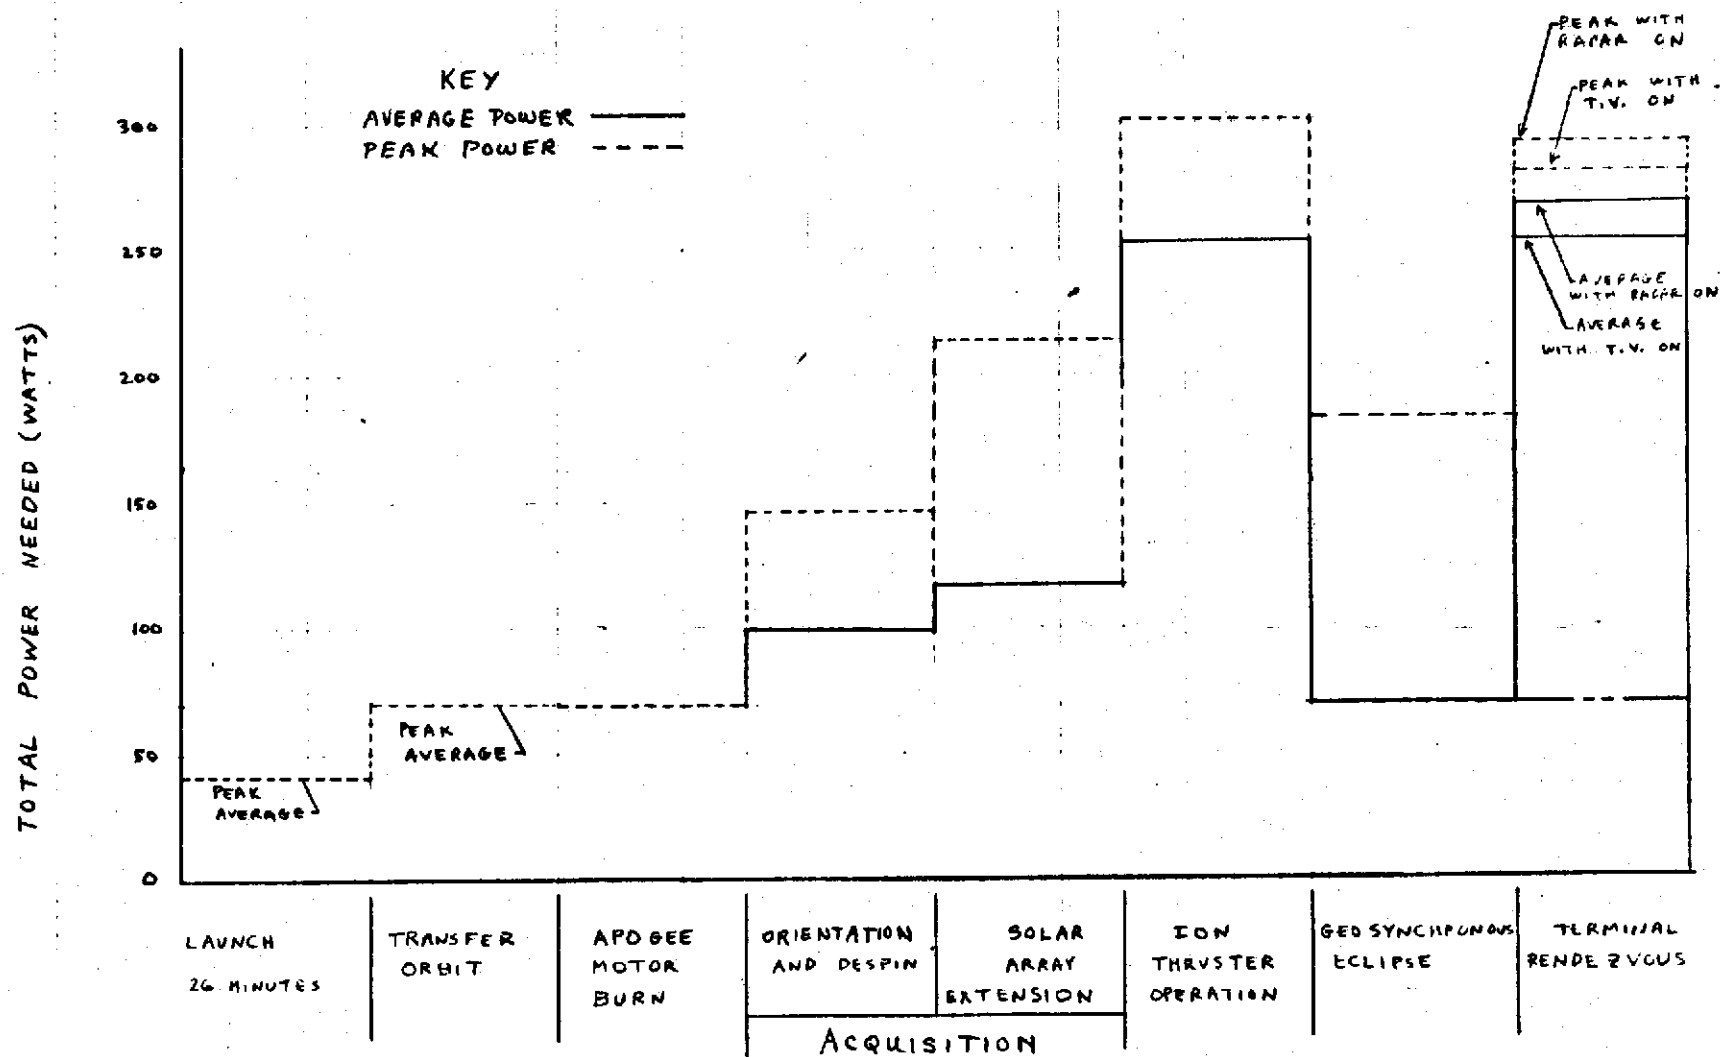 PEAK WITH
RADAR ON
PEAK WITH
T.V. ON
KEY
AVERAGE POWER
PEAK POWER
TOTAL POWER NEEDED (WATTS)
300
250
200
150
100
50
0
AVERAGE
WITH RADAR ON
AVERAGE
WITH T.V. ON
PEAK
AVERAGE
PEAK
AVERAGE
LAUNCH
26 MINUTES
TRANSFER
ORBIT
APOGEE
MOTOR
BURN
ORIENTATION
AND DESPIN
SOLAR
ARRAY
EXTENSION
ION
THRUSTER
OPERATION
GEOSYNCHRONOUS
ECLIPSE
TERMINAL
RENDEZVOUS
ACQUISITION